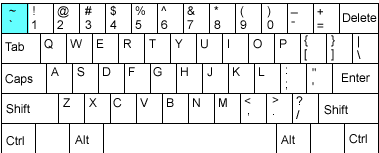 ~ ! @ # $ % ^ & * ( ) – +
` 1 2 3 4 5 6 7 8 9 0 - = Delete
Tab Q W E R T Y U I O P { [ } ] | \
Caps A S D F G H J K L : ; " ' Enter
Shift Z X C V B N M < , > . ? / Shift
Ctrl Alt Alt Ctrl